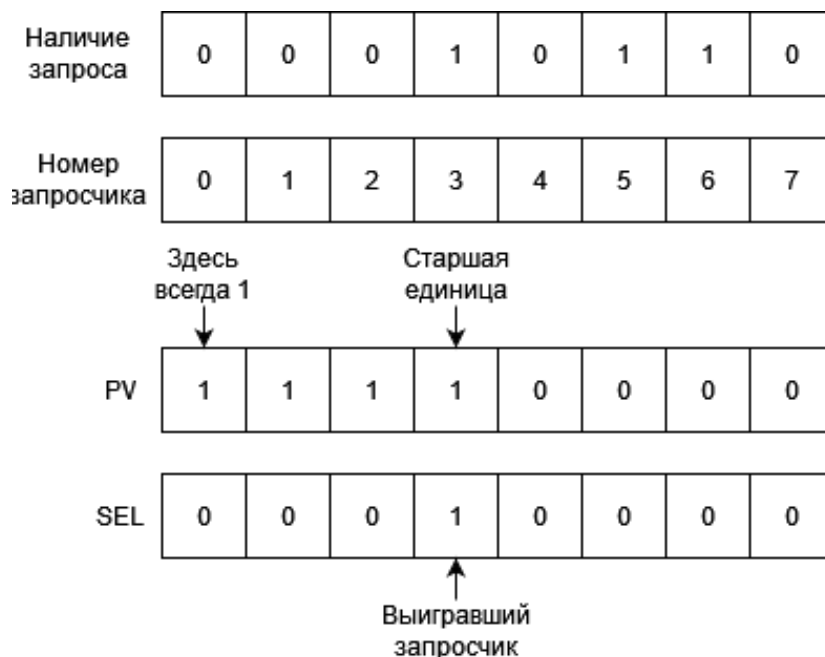 Наличие
запроса
0 0 0 1 0 1 1 0
Номер
запросчика
0 1 2 3 4 5 6 7
Здесь
всегда 1
Старшая
единица
PV 1 1 1 1 0 0 0 0
SEL 0 0 0 1 0 0 0 0
Выигравший
запросчик